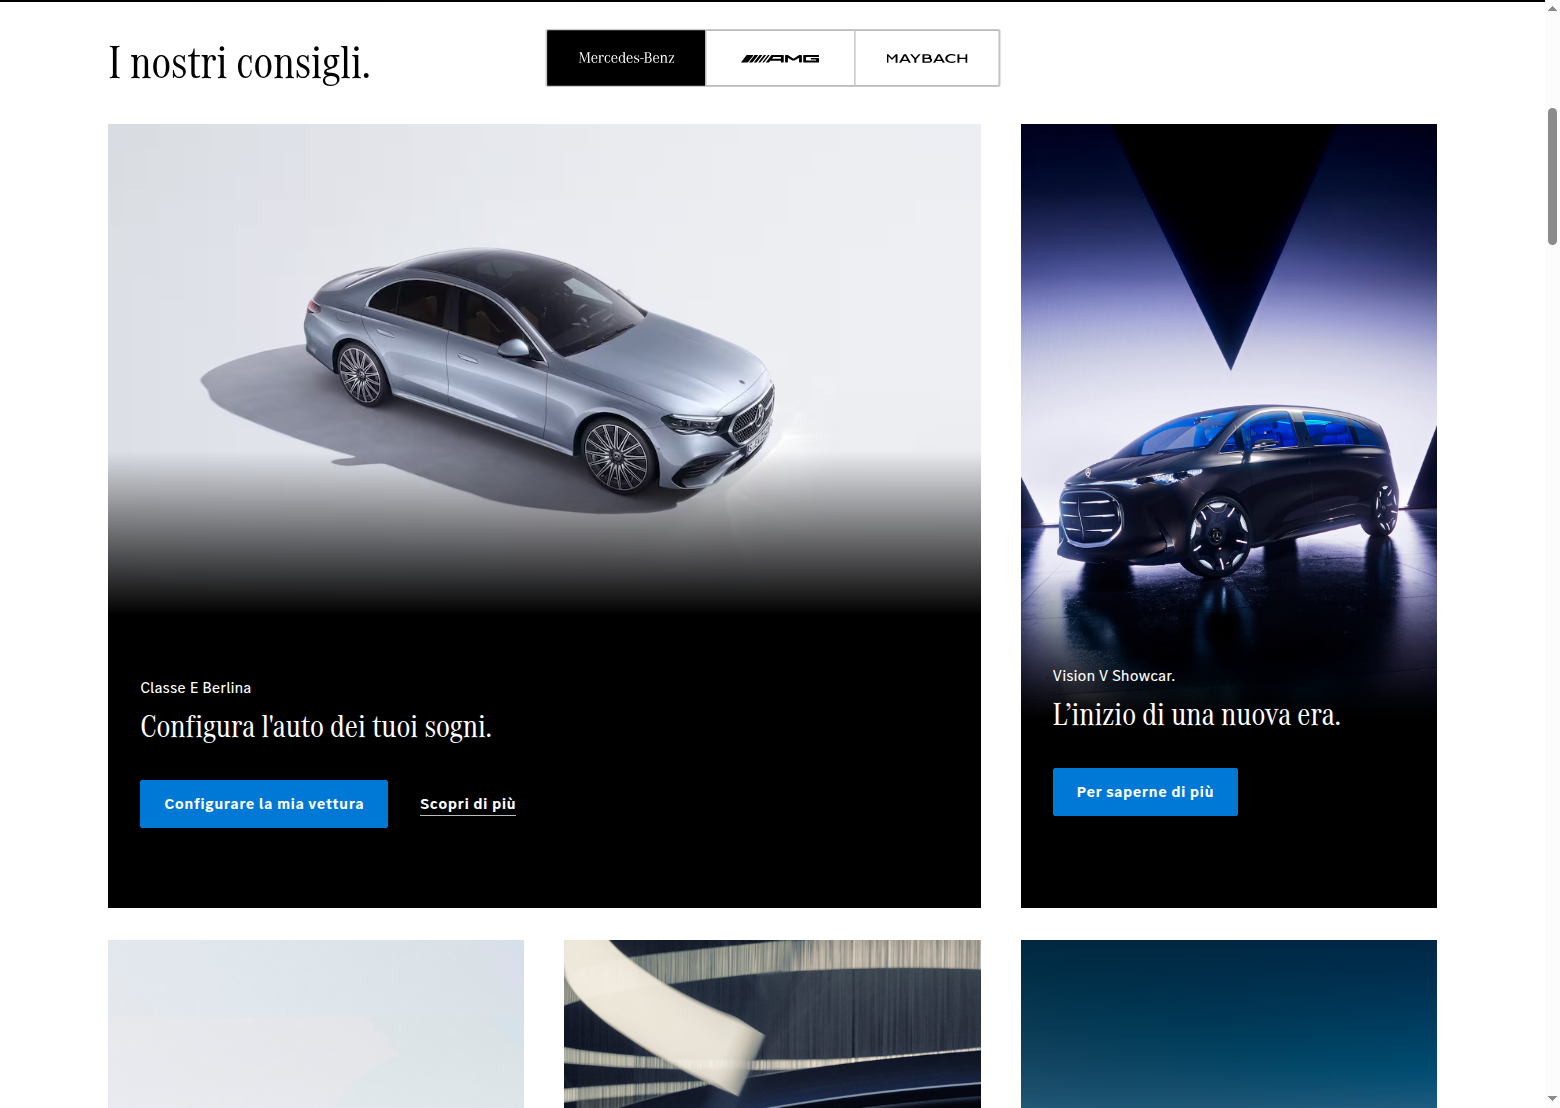 I nostri consigli.
Mercedes-Benz
AMG
MAYBACH
Classe E Berlina
Configura l'auto dei tuoi sogni.
Configurare la mia vettura
Scopri di più
Vision V Showcar.
L’inizio di una nuova era.
Per saperne di più